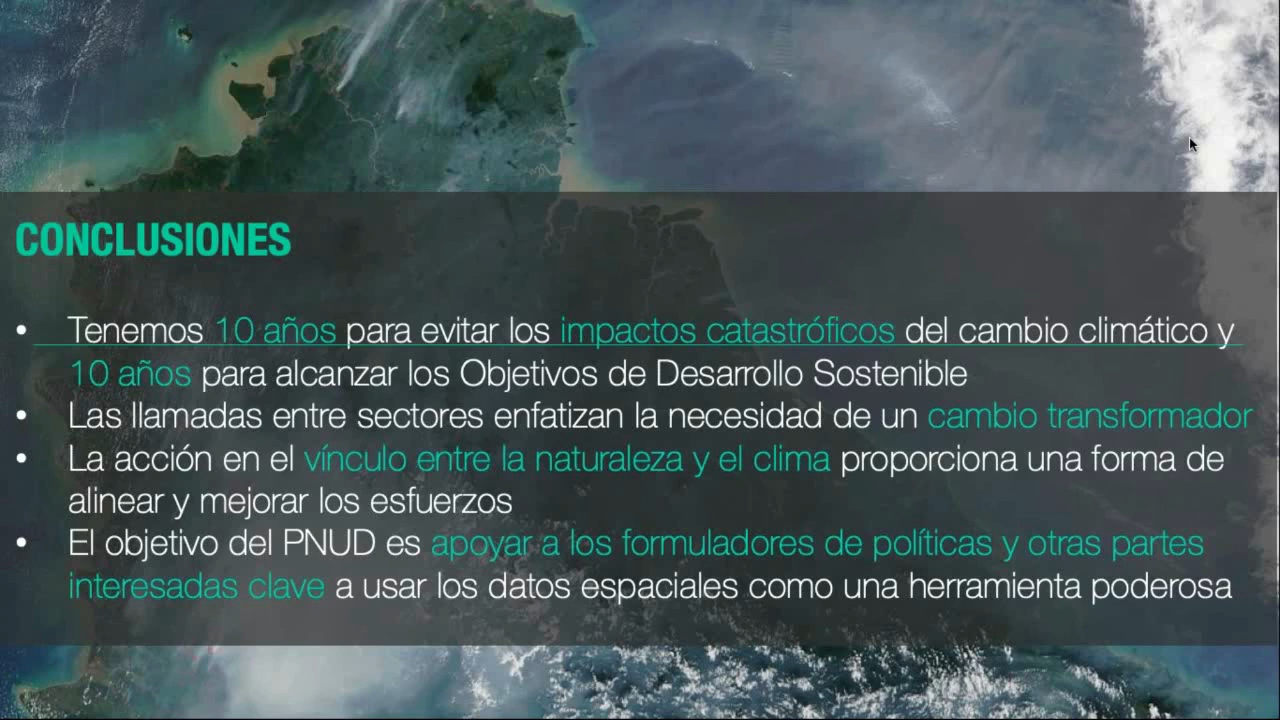 CONCLUSIONES
• Tenemos 10 años para evitar los impactos catastróficos del cambio climático y
10 años para alcanzar los Objetivos de Desarrollo Sostenible
• Las llamadas entre sectores enfatizan la necesidad de un cambio transformador
• La acción en el vínculo entre la naturaleza y el clima proporciona una forma de
alinear y mejorar los esfuerzos
• El objetivo del PNUD es apoyar a los formuladores de políticas y otras partes
interesadas clave a usar los datos espaciales como una herramienta poderosa